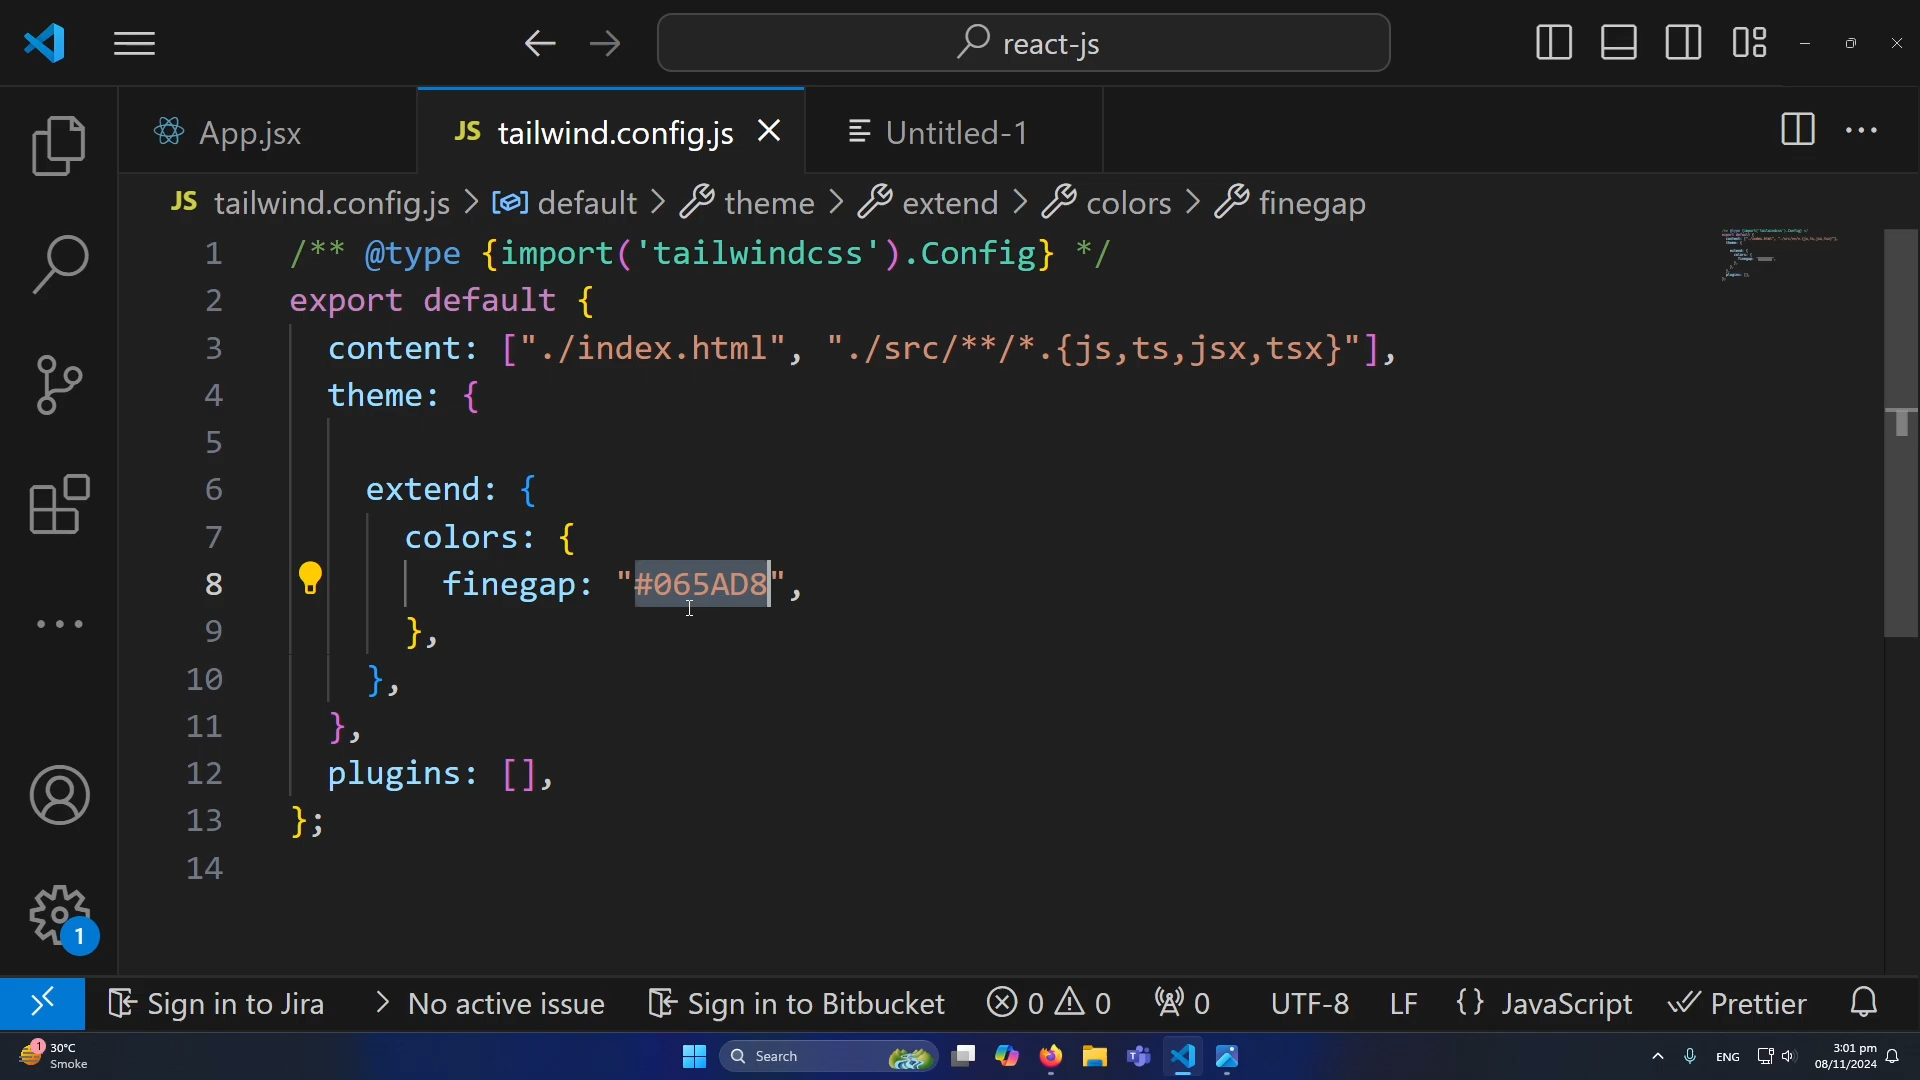 react-js
App.jsx
JS tailwind.config.js
Untitled-1
JS tailwind.config.js > default > theme > extend > colors > finegap
1 /** @type {import('tailwindcss').Config} */
2 export default {
3 content: ["./index.html", "./src/**/*.{js,ts,jsx,tsx}"],
4 theme: {
5
6 extend: {
7 colors: {
8 finegap: "#065AD8",
9 },
10 },
11 },
12 plugins: [],
13 };
14
1
Sign in to Jira > No active issue Sign in to Bitbucket 0 0 0 UTF-8 LF {} JavaScript Prettier
1
30°C
Smoke
Search
ENG
3:01 pm
08/11/2024